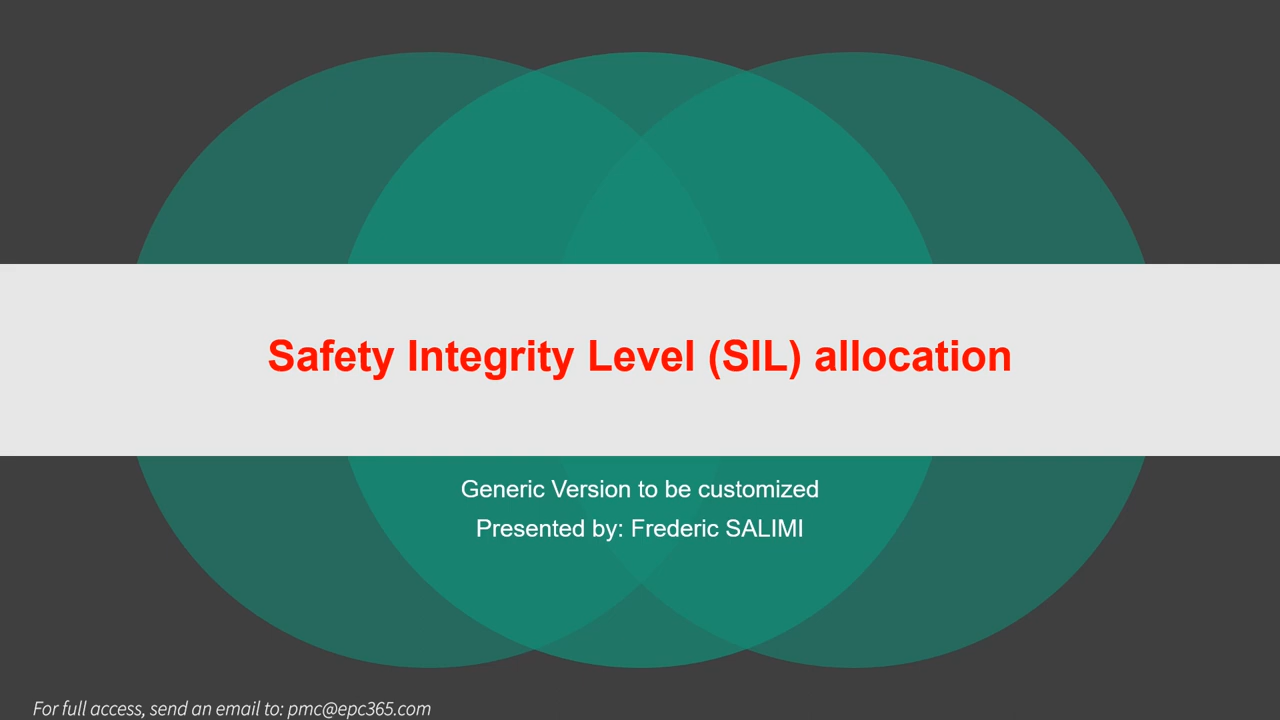 Safety Integrity Level (SIL) allocation
Generic Version to be customized
Presented by: Frederic SALIMI
For full access, send an email to: pmc@epc365.com